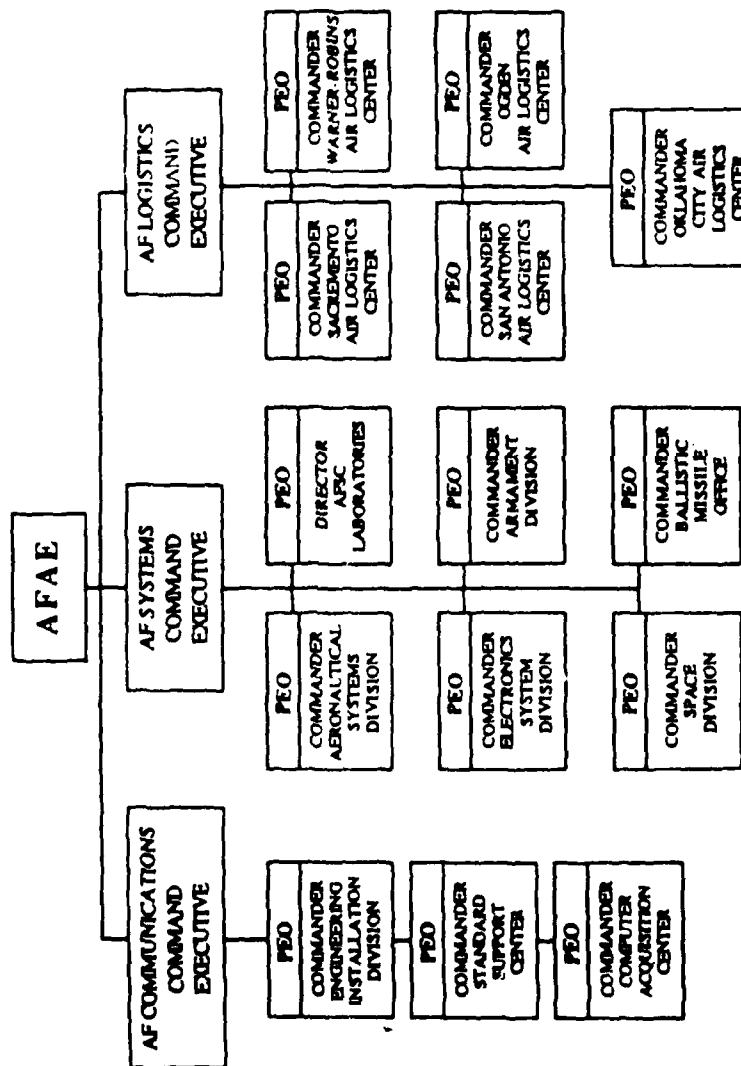 AFAE
AF COMMUNICATIONS
COMMAND
EXECUTIVE
PEO
COMMANDER
ENGINEERING
INSTALLATION
DIVISION
PEO
COMMANDER
STANDARD
SUPPORT
CENTER
PEO
COMMANDER
COMPUTER
ACQUISITION
CENTER
AF SYSTEMS
COMMAND
EXECUTIVE
PEO
COMMANDER
AERONAUTICAL
SYSTEMS
DIVISION
PEO
DIRECTOR
AFSC
LABORATORIES
PEO
COMMANDER
ELECTRONICS
SYSTEM
DIVISION
PEO
COMMANDER
ARMAMENT
DIVISION
PEO
COMMANDER
SPACE
DIVISION
PEO
COMMANDER
BALLISTIC
MISSILE
OFFICE
AF LOGISTICS
COMMAND
EXECUTIVE
PEO
COMMANDER
SACREMENTO
AIR LOGISTICS
CENTER
PEO
COMMANDER
WARNER-ROBINS
AIR LOGISTICS
CENTER
PEO
COMMANDER
SAN ANTONIO
AIR LOGISTICS
CENTER
PEO
COMMANDER
OGDEN
AIR LOGISTICS
CENTER
PEO
COMMANDER
OKLAHOMA
CITY AIR
LOGISTICS
CENTER